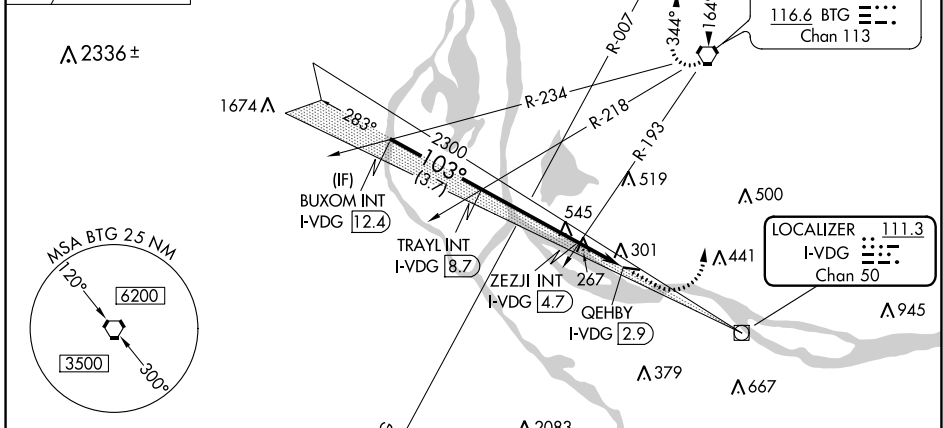 116.6 BTG
Chan 113
2336 ±
344°
164°
R-007
1674
283°
R-234
R-218
R-193
2300
103°
(3.7)
(IF)
BUXOM INT
I-VDG 12.4
519
500
545
TRAYL INT
I-VDG 8.7
301
441
LOCALIZER 111.3
I-VDG
Chan 50
MSA BTG 25 NM
120°
6200
3500
300°
ZEZJI INT
I-VDG 4.7
267
QEHBY
I-VDG 2.9
945
379
667
2083